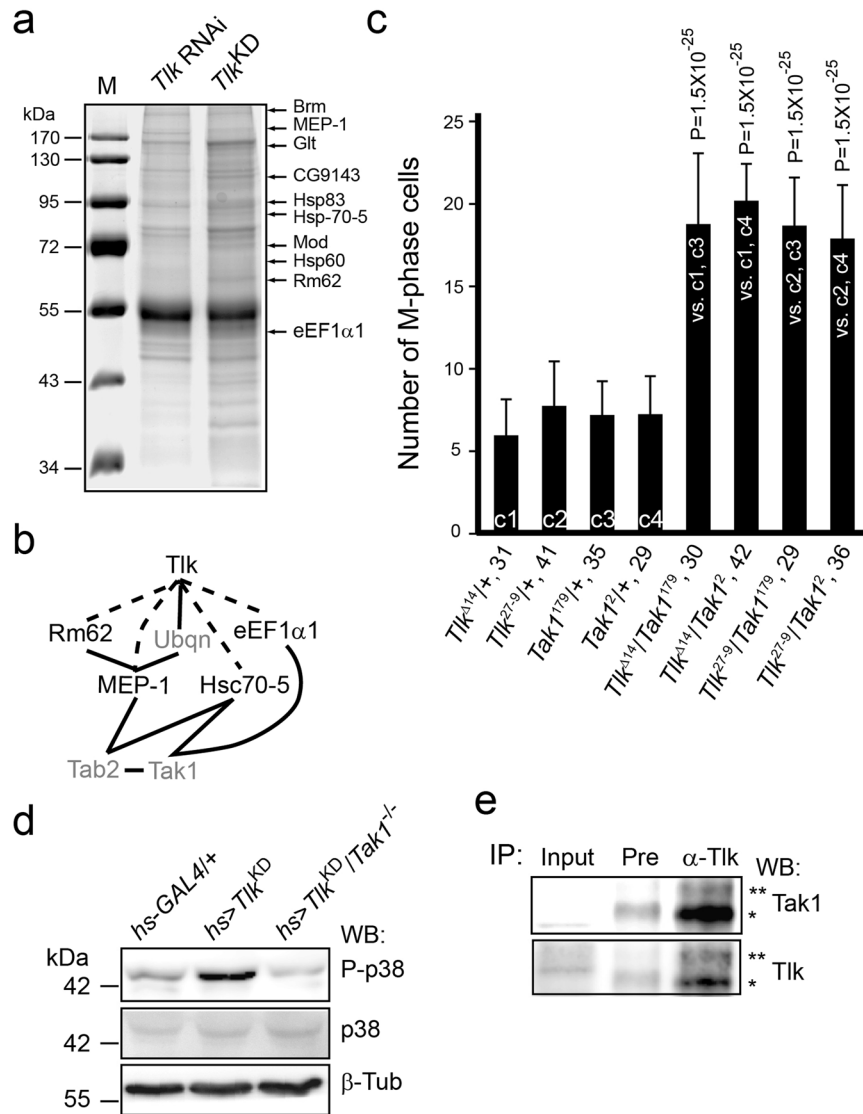 a
Tlk RNAi
TlkKD
M
kDa
170
130
95
72
55
43
34
Brm
MEP-1
Glt
CG9143
Hsp83
Hsp-70-5
Mod
Hsp60
Rm62
eEF1α1
b
Tlk
Rm62
Ubqn
eEF1α1
MEP-1
Hsc70-5
Tab2
Tak1
c
Number of M-phase cells
25
20
15
10
5
0
P=1.5X10-25
P=1.5X10-25
P=1.5X10-25
P=1.5X10-25
c1
c2
c3
c4
vs. c1, c3
vs. c1, c4
vs. c2, c3
vs. c2, c4
TlkΔ14/+, 31
Tlk27-9/+, 41
Tak1179/+, 35
Tak12/+, 29
TlkΔ14/Tak1179, 30
TlkΔ14/Tak12, 42
Tlk27-9/Tak1179, 29
Tlk27-9/Tak12, 36
d
hs-GAL4/+
hs>TlkKD
hs>TlkKD/Tak1-/-
WB:
kDa
42
P-p38
42
p38
55
β-Tub
e
IP: Input Pre α-Tlk WB:
** Tak1
*
** Tlk
*